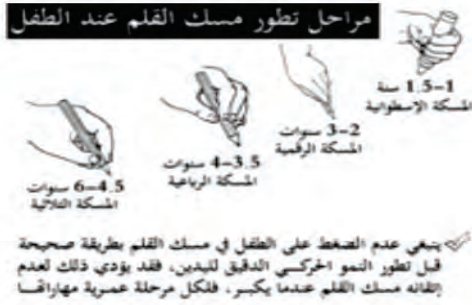 مراحل تطور مسك القلم عند الطفل
1–1.5 سنة
المسكة الإسطوانية
2–3 سنوات
المسكة الرقمية
3.5–4 سنوات
المسكة الرباعية
4.5–6 سنوات
المسكة الثلاثية
ينبغي عدم الضغط على الطفل في مسك القلم بطريقة صحيحة
قبل تطور النمو الحركي الدقيق لليدين، فقد يؤدي ذلك لعدم
إتقانه مسك القلم عندما يكبر، فلكل مرحلة عمرية مهاراتها